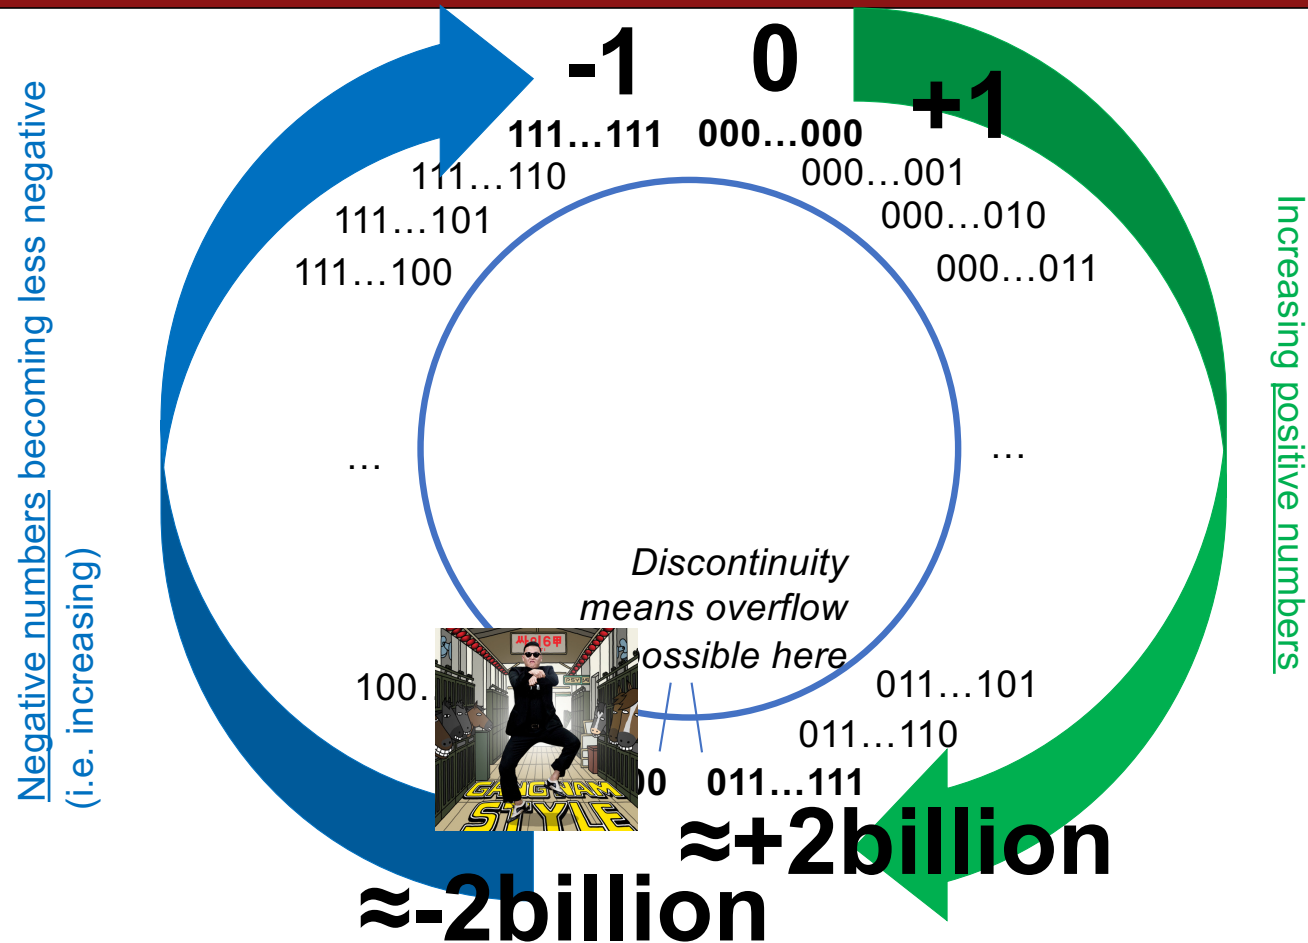 -1 0
+1
111…111 000…000
111…110 000…001
111…101 000…010
111…100 000…011
Negative numbers becoming less negative
(i.e. increasing)
Increasing positive numbers
… …
Discontinuity
means overflow
ossible here
100. 011…101
011…110
00 011…111
GANGNAM
STYLE
≈+2billion
≈-2billion